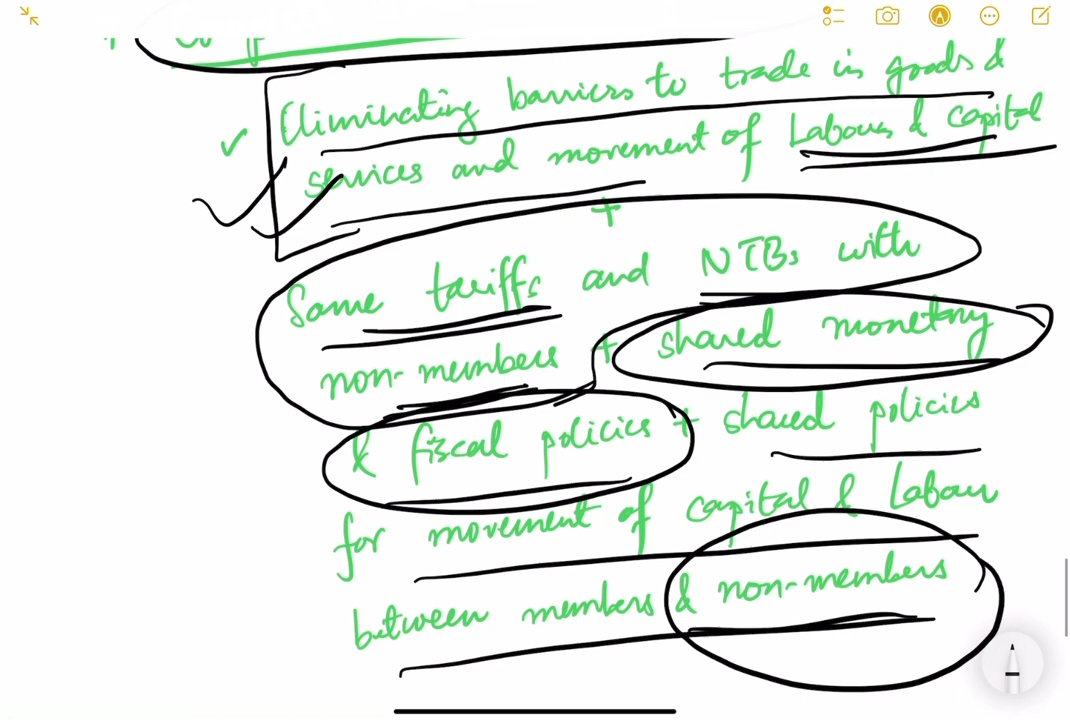 Eliminating barriers to trade in goods &
services and movement of Labour & capital
+
Same tariffs and NTBs with
non-members + shared monetary
& fiscal policies + shared policies
for movement of capital & Labour
between members & non-members